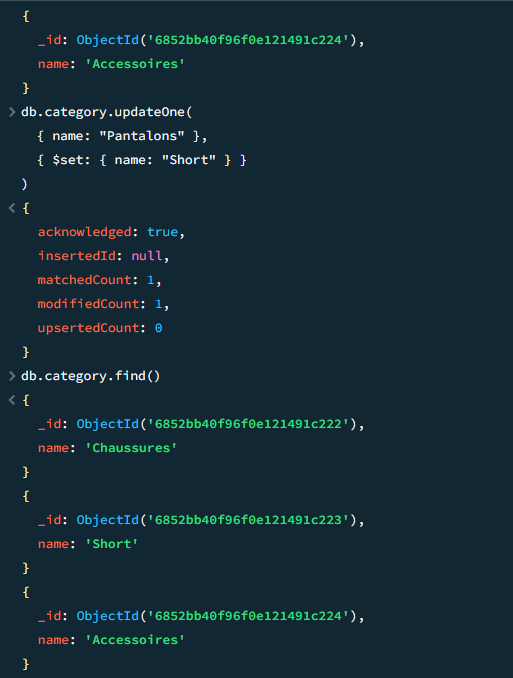 {
_id: ObjectId('6852bb40f96f0e121491c224'),
name: 'Accessoires'
}
> db.category.updateOne(
{ name: "Pantalons" },
{ $set: { name: "Short" } }
)
< {
acknowledged: true,
insertedId: null,
matchedCount: 1,
modifiedCount: 1,
upsertedCount: 0
}
> db.category.find()
< {
_id: ObjectId('6852bb40f96f0e121491c222'),
name: 'Chaussures'
}
{
_id: ObjectId('6852bb40f96f0e121491c223'),
name: 'Short'
}
{
_id: ObjectId('6852bb40f96f0e121491c224'),
name: 'Accessoires'
}